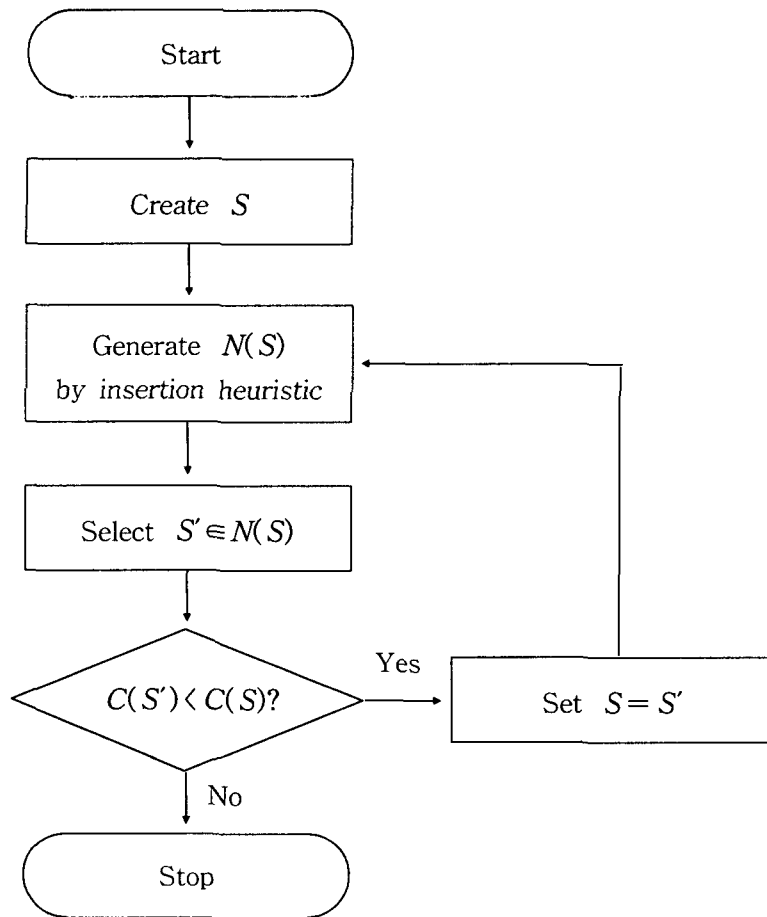 Start
Create S
Generate N(S)
by insertion heuristic
Select S′∈N(S)
C(S′)< C(S)?
Yes
Set S= S′
No
Stop